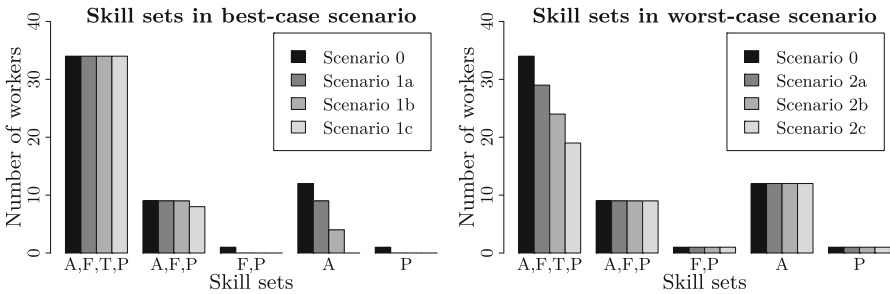 Skill sets in best-case scenario
Number of workers
40
30
20
10
0
Scenario 0
Scenario 1a
Scenario 1b
Scenario 1c
A,F,T,P A,F,P F,P A P
Skill sets
Skill sets in worst-case scenario
Number of workers
40
30
20
10
0
Scenario 0
Scenario 2a
Scenario 2b
Scenario 2c
A,F,T,P A,F,P F,P A P
Skill sets